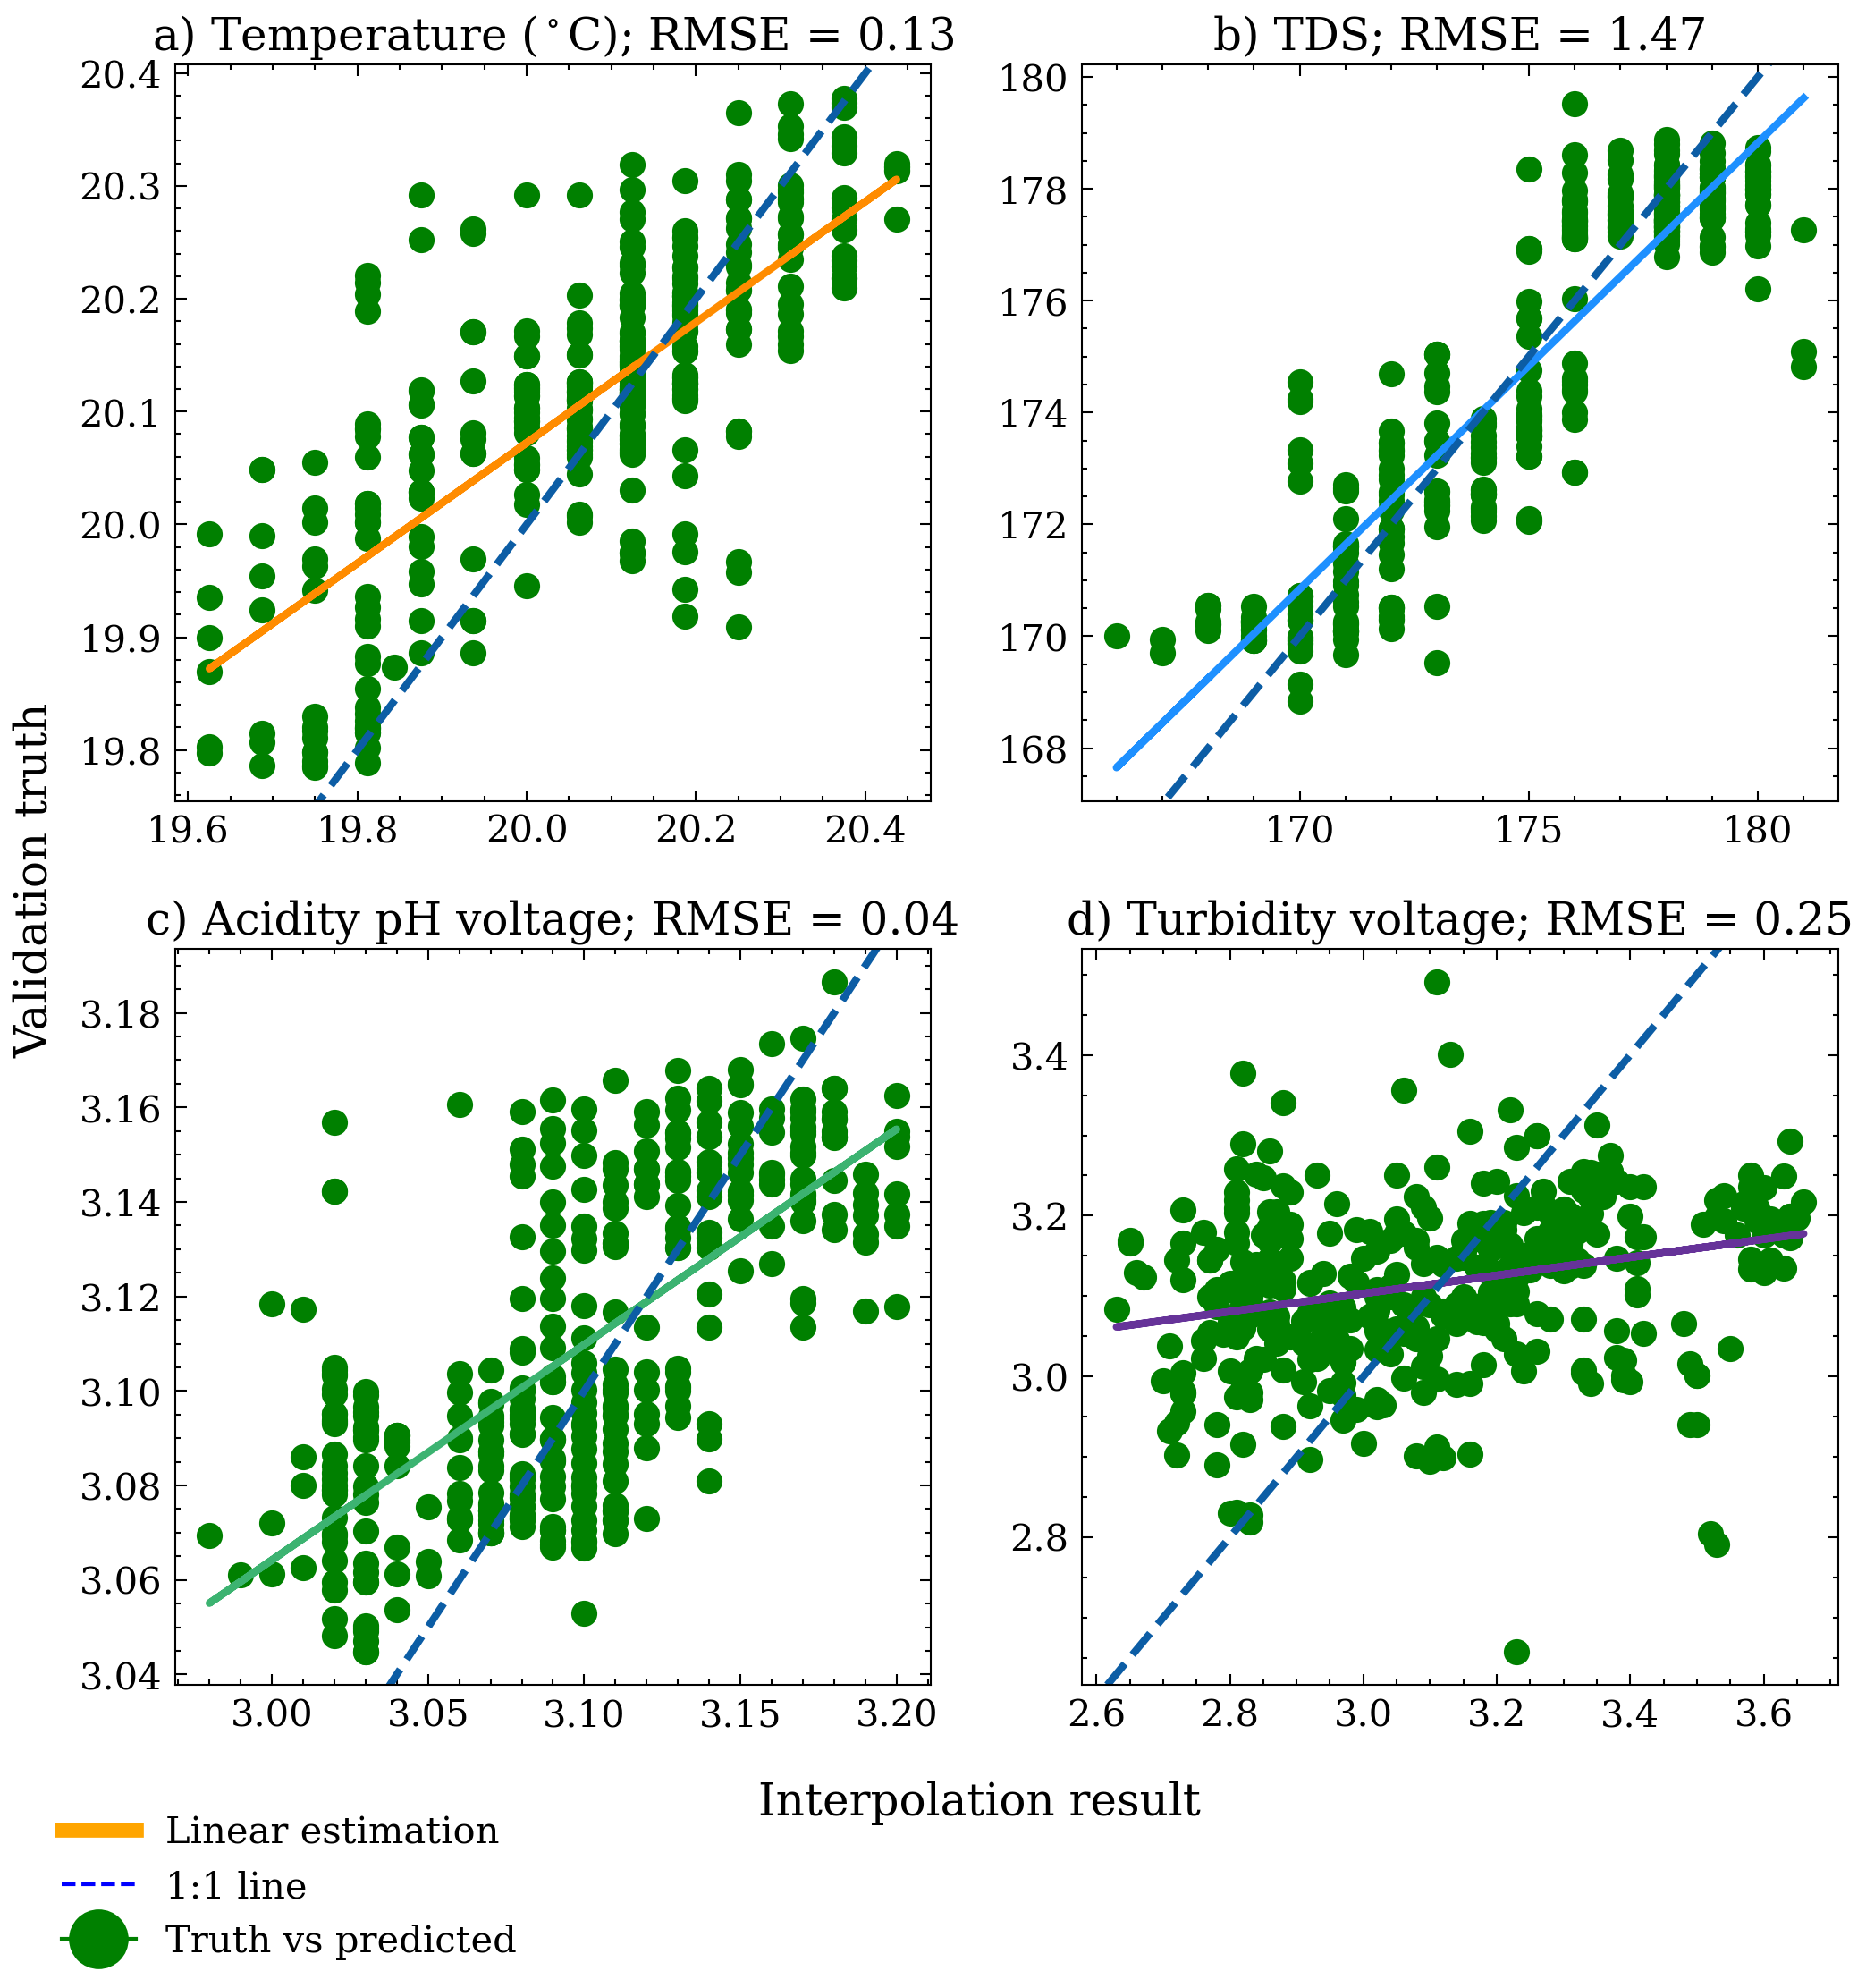 a) Temperature (°C); RMSE = 0.13
b) TDS; RMSE = 1.47
20.4
20.3
20.2
20.1
20.0
19.9
19.8
19.6 19.8 20.0 20.2 20.4
180
178
176
174
172
170
168
170 175 180
Validation truth
c) Acidity pH voltage; RMSE = 0.04
d) Turbidity voltage; RMSE = 0.25
3.18
3.16
3.14
3.12
3.10
3.08
3.06
3.04
3.00 3.05 3.10 3.15 3.20
3.4
3.2
3.0
2.8
2.6 2.8 3.0 3.2 3.4 3.6
Interpolation result
Linear estimation
1:1 line
Truth vs predicted